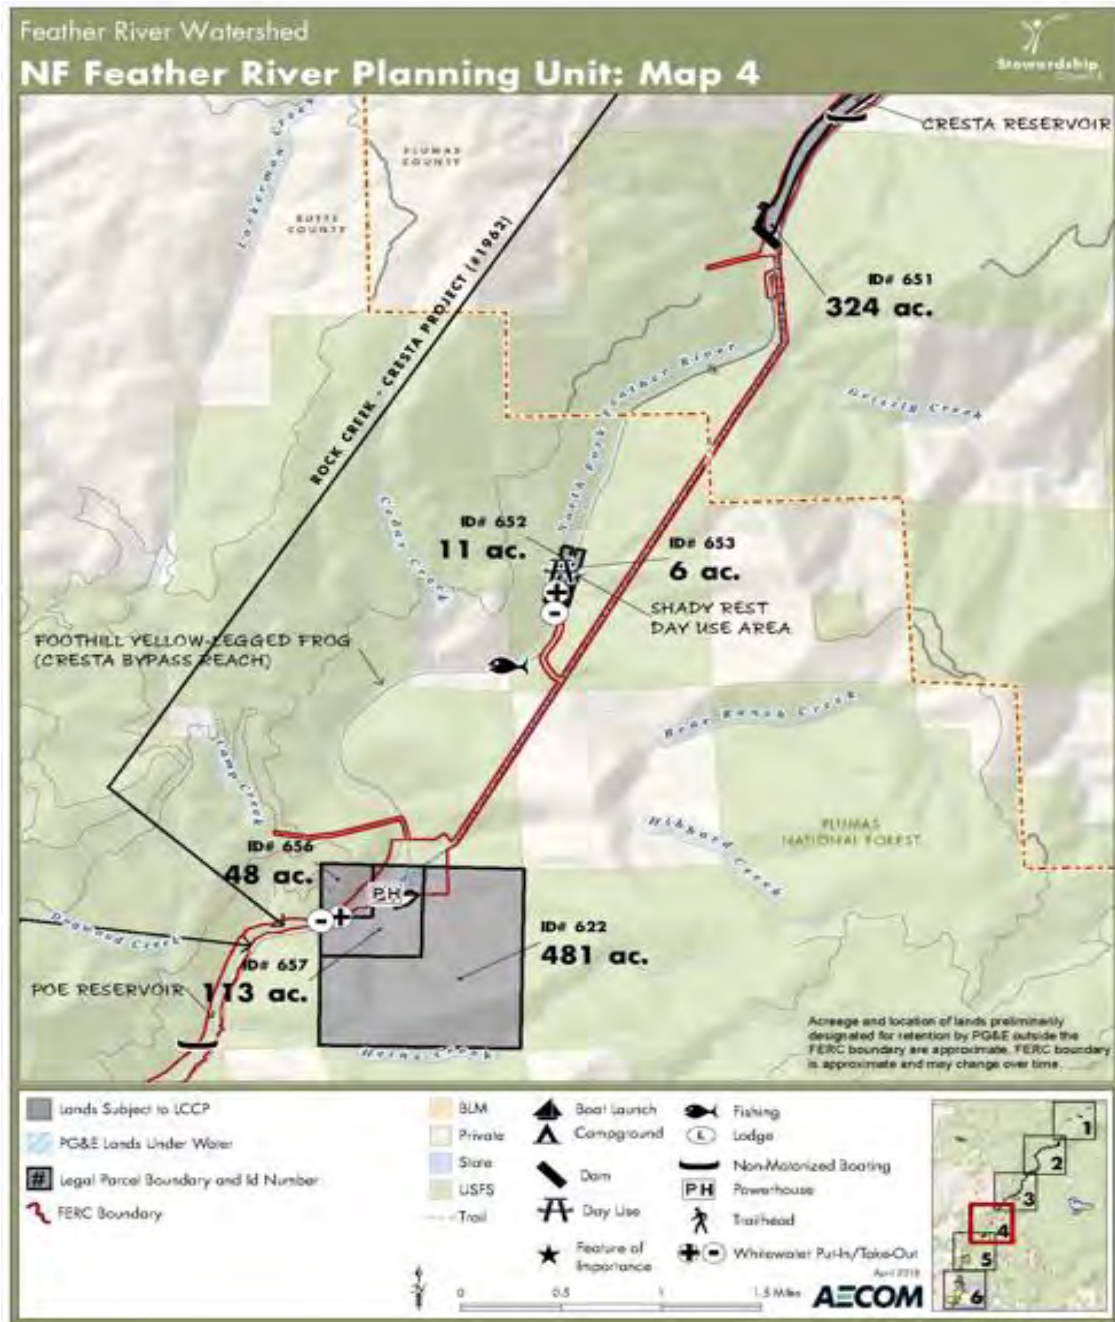 Feather River Watershed
NF Feather River Planning Unit: Map 4
Stewardship
CRESTA RESERVOIR
PLUMAS
COUNTY
BUTTE
COUNTY
ROCK CREEK - CRESTA PROJECT (#1962)
ID# 651
324 ac.
North Fork Feather River
Grizzly Creek
Cedar Creek
ID# 652
11 ac.
ID# 653
6 ac.
SHADY REST
DAY USE AREA
FOOTHILL YELLOW-LEGGED FROG
(CRESTA BYPASS REACH)
Bear Ranch Creek
Camp Creek
Hibbard Creek
PLUMAS
NATIONAL FOREST
ID# 656
48 ac.
PH
Dogwood Creek
ID# 622
481 ac.
ID# 657
113 ac.
POE RESERVOIR
Heinz Creek
Acreage and location of lands preliminarily
designated for retention by PG&E outside the
FERC boundary are approximate. FERC boundary
is approximate and may change over time.
Lands Subject to LCCP
PG&E Lands Under Water
# Legal Parcel Boundary and Id Number
FERC Boundary
BLM
Private
State
USFS
Trail
Boat Launch
Campground
Dam
Day Use
Feature of
Importance
Fishing
L Lodge
Non-Motorized Boating
PH Powerhouse
Trailhead
Whitewater Put-In/Take-Out
0 0.5 1 1.5 Miles
AECOM
1
2
3
4
5
6